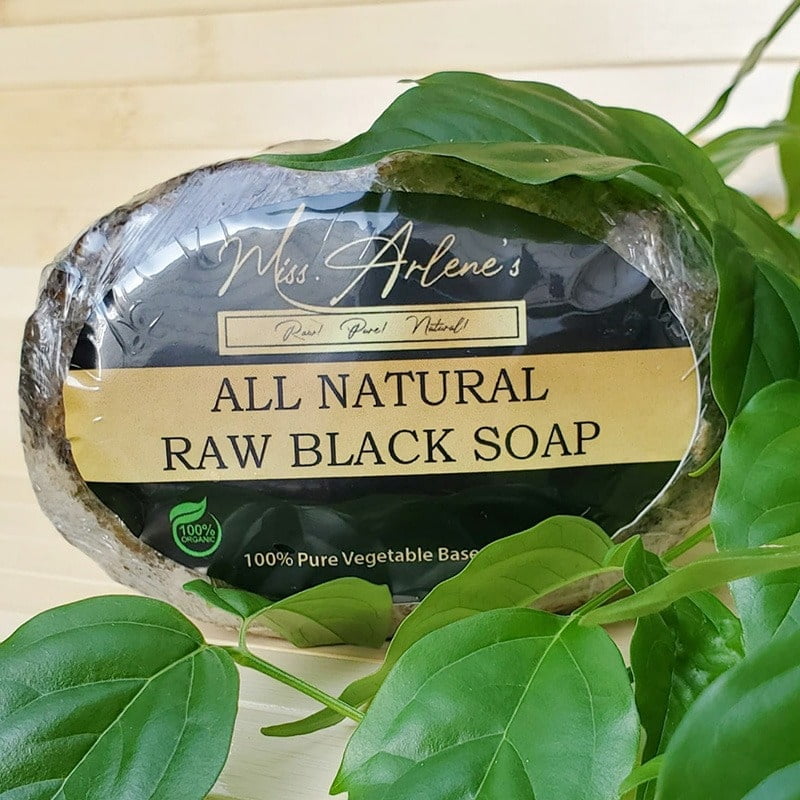 Miss. Arlene's
Raw! Pure! Natural!
ALL NATURAL
RAW BLACK SOAP
100%
ORGANIC
100% Pure Vegetable Base